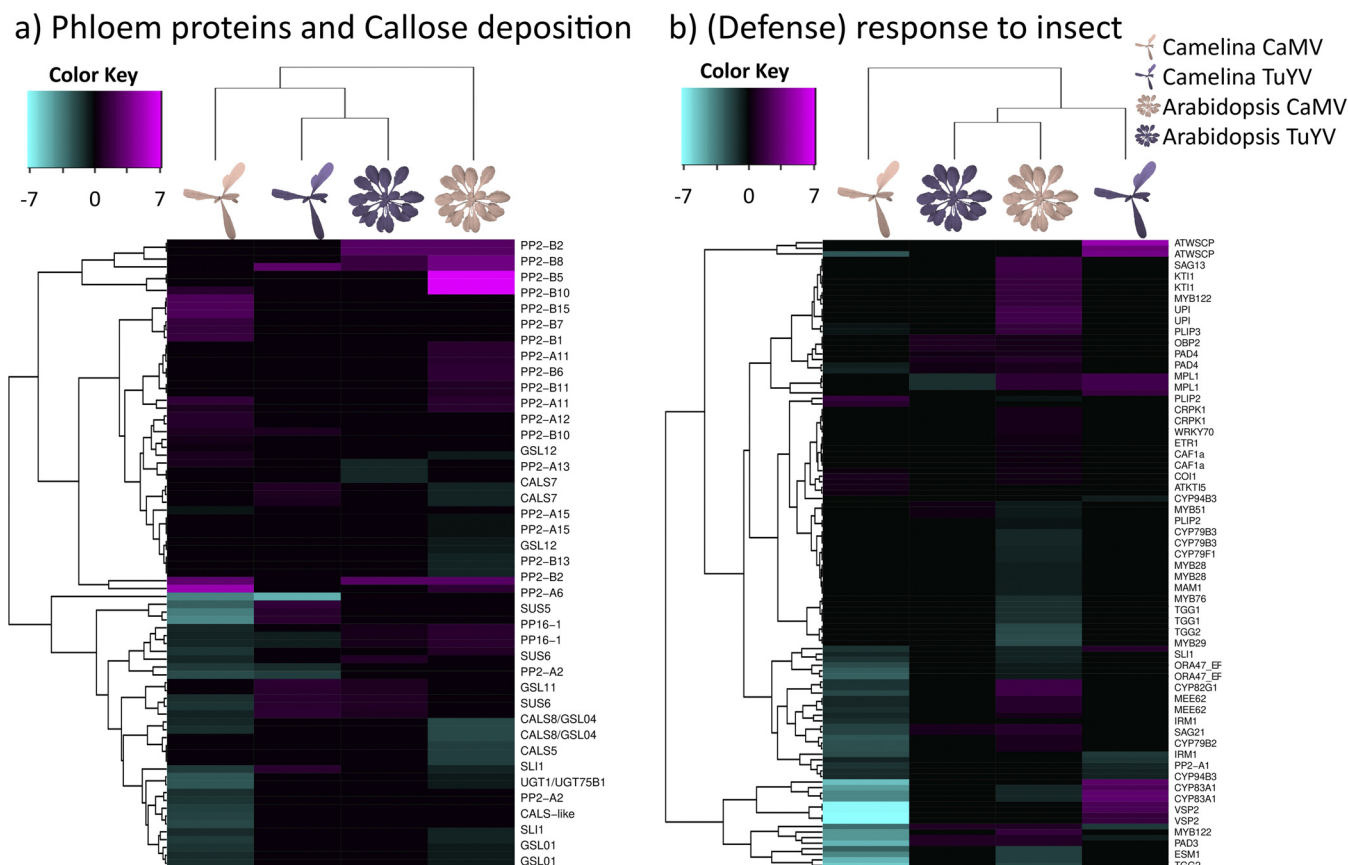 a) Phloem proteins and Callose deposition
Color Key
-7 0 7
PP2-B2
PP2-B8
PP2-B5
PP2-B10
PP2-B15
PP2-B7
PP2-B1
PP2-A11
PP2-B6
PP2-B11
PP2-A11
PP2-A12
PP2-B10
GSL12
PP2-A13
CALS7
CALS7
PP2-A15
PP2-A15
GSL12
PP2-B13
PP2-B2
PP2-A6
SUS5
PP16-1
PP16-1
SUS6
PP2-A2
GSL11
SUS6
CALS8/GSL04
CALS8/GSL04
CALS5
SLI1
UGT1/UGT75B1
PP2-A2
CALS-like
SLI1
GSL01
GSL01
b) (Defense) response to insect
Color Key
-7 0 7
Camelina CaMV
Camelina TuYV
Arabidopsis CaMV
Arabidopsis TuYV
ATWSCP
ATWSCP
SAG13
KTI1
KTI1
MYB122
UPI
UPI
PLIP3
OBP2
PAD4
PAD4
MPL1
MPL1
PLIP2
CRPK1
CRPK1
WRKY70
ETR1
CAF1a
CAF1a
COI1
ATKTI5
CYP94B3
MYB51
PLIP2
CYP79B3
CYP79B3
CYP79F1
MYB28
MYB28
MAM1
MYB76
TGG1
TGG1
TGG2
MYB29
SLI1
ORA47_EF
ORA47_EF
CYP82G1
MEE62
MEE62
IRM1
SAG21
CYP79B2
IRM1
PP2-A1
CYP94B3
CYP83A1
CYP83A1
VSP2
VSP2
MYB122
PAD3
ESM1